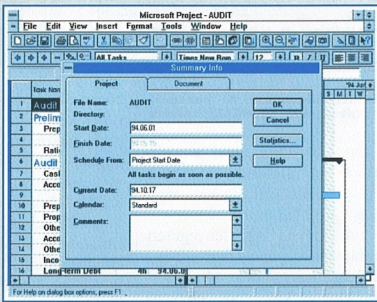 Microsoft Project - AUDIT
File Edit View Insert Format Tools Window Help
All Tasks Times New Rom 12 B I U
Summary Info
Project Document
Task Nam
S M T W
1 Audit
2 Prelim
3 Prep
5 Ratio
6 Audit
7 Cash
8 Acco
9
10 Prep
11 Prop
12 Othe
13 Acco
14 Othe
15 Inco
16 Long-term Debt 4h 94.06.0
File Name: AUDIT
Directory:
Start Date: 94.06.01
Finish Date:
Schedule From: Project Start Date
All tasks begin as soon as possible.
Current Date: 94.10.17
Calendar: Standard
Comments:
OK
Cancel
Statistics...
Help
For Help on dialog box options, press F1